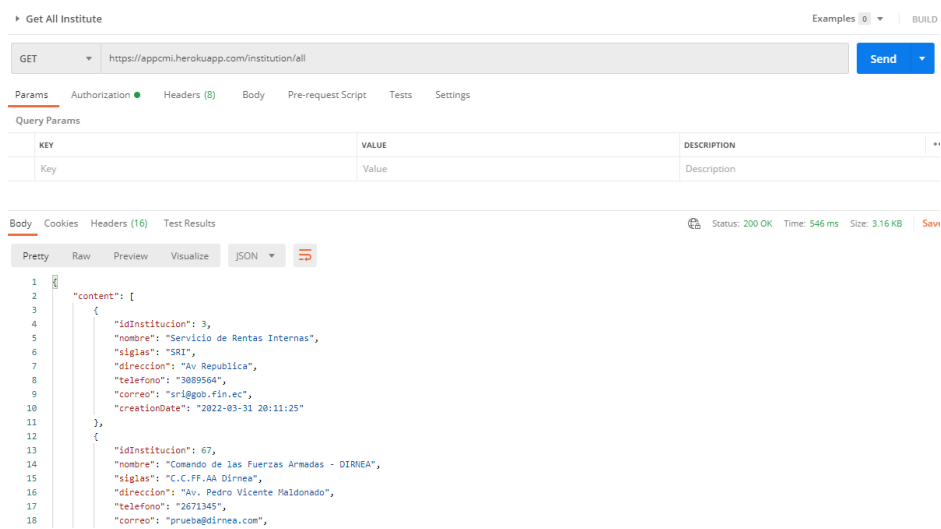 Get All Institute Examples 0 BUILD
GET https://appcmi.herokuapp.com/institution/all Send
Params Authorization Headers (8) Body Pre-request Script Tests Settings
Query Params
KEY VALUE DESCRIPTION
Key Value Description
Body Cookies Headers (16) Test Results Status: 200 OK Time: 546 ms Size: 3.16 KB Save
Pretty Raw Preview Visualize JSON
1 {
2 "content": [
3 {
4 "idInstitucion": 3,
5 "nombre": "Servicio de Rentas Internas",
6 "siglas": "SRI",
7 "direccion": "Av Republica",
8 "telefono": "3089564",
9 "correo": "sri@gob.fin.ec",
10 "creationDate": "2022-03-31 20:11:25"
11 },
12 {
13 "idInstitucion": 67,
14 "nombre": "Comando de las Fuerzas Armadas - DIRNEA",
15 "siglas": "C.C.FF.AA Dirnea",
16 "direccion": "Av. Pedro Vicente Maldonado",
17 "telefono": "2671345",
18 "correo": "prueba@dirnea.com",